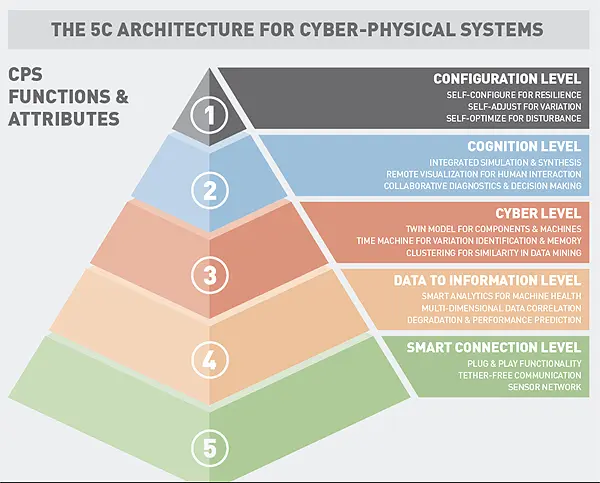 THE 5C ARCHITECTURE FOR CYBER-PHYSICAL SYSTEMS
CPS
FUNCTIONS &
ATTRIBUTES
1
CONFIGURATION LEVEL
SELF-CONFIGURE FOR RESILIENCE
SELF-ADJUST FOR VARIATION
SELF-OPTIMIZE FOR DISTURBANCE
2
COGNITION LEVEL
INTEGRATED SIMULATION & SYNTHESIS
REMOTE VISUALIZATION FOR HUMAN INTERACTION
COLLABORATIVE DIAGNOSTICS & DECISION MAKING
3
CYBER LEVEL
TWIN MODEL FOR COMPONENTS & MACHINES
TIME MACHINE FOR VARIATION IDENTIFICATION & MEMORY
CLUSTERING FOR SIMILARITY IN DATA MINING
4
DATA TO INFORMATION LEVEL
SMART ANALYTICS FOR MACHINE HEALTH
MULTI-DIMENSIONAL DATA CORRELATION
DEGRADATION & PERFORMANCE PREDICTION
5
SMART CONNECTION LEVEL
PLUG & PLAY FUNCTIONALITY
TETHER-FREE COMMUNICATION
SENSOR NETWORK